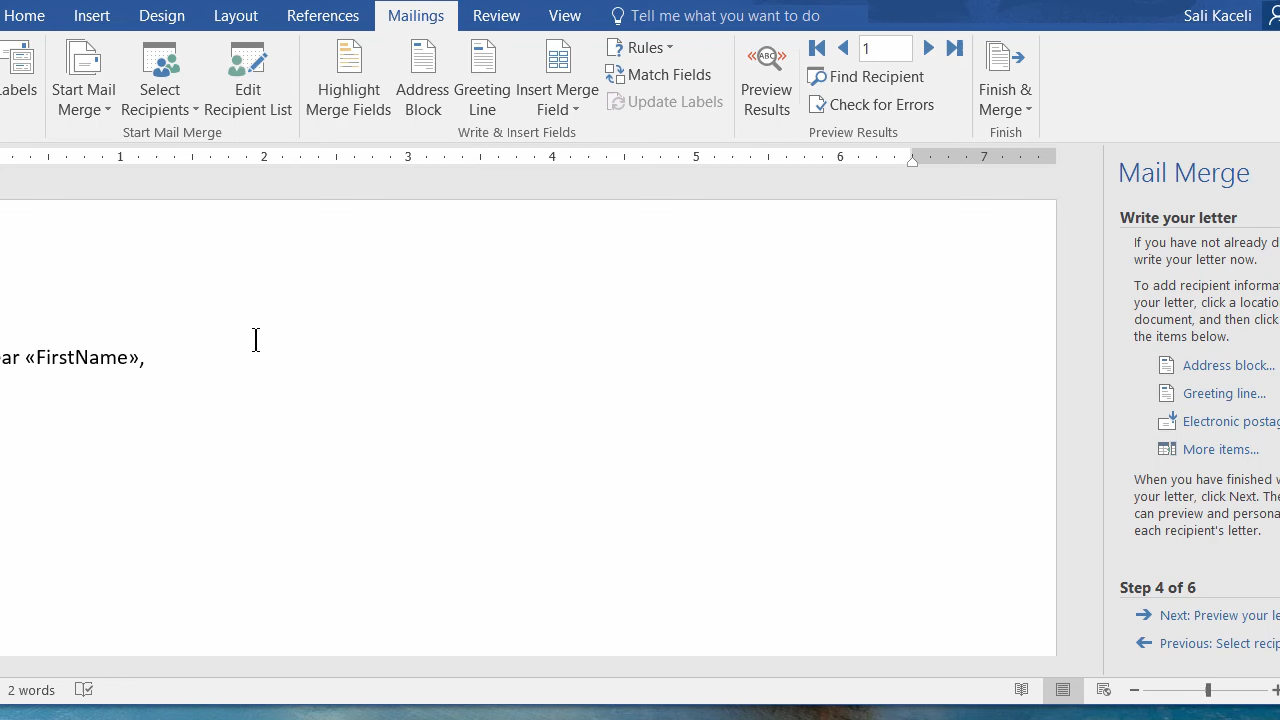 Home Insert Design Layout References Mailings Review View Tell me what you want to do Sali Kaceli
Labels
Start Mail Merge
Select Recipients
Edit Recipient List
Start Mail Merge
Highlight Merge Fields
Address Block
Greeting Line
Insert Merge Field
Rules
Match Fields
Update Labels
Write & Insert Fields
«» ABC
Preview Results
1
Find Recipient
Check for Errors
Preview Results
Finish & Merge
Finish
1 2 3 4 5 6 7
ar «FirstName»,
Mail Merge
Write your letter
If you have not already d
write your letter now.
To add recipient informa
your letter, click a locatio
document, and then click
the items below.
Address block...
Greeting line...
Electronic postag
More items...
When you have finished w
your letter, click Next. The
can preview and persona
each recipient's letter.
Step 4 of 6
Next: Preview your le
Previous: Select recip
2 words